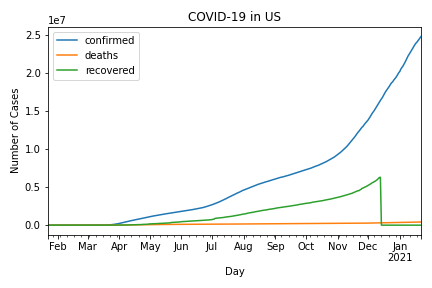 COVID-19 in US
1e7
confirmed
deaths
recovered
2.5
2.0
1.5
1.0
0.5
0.0
Number of Cases
Feb Mar Apr May Jun Jul Aug Sep Oct Nov Dec Jan
2021
Day